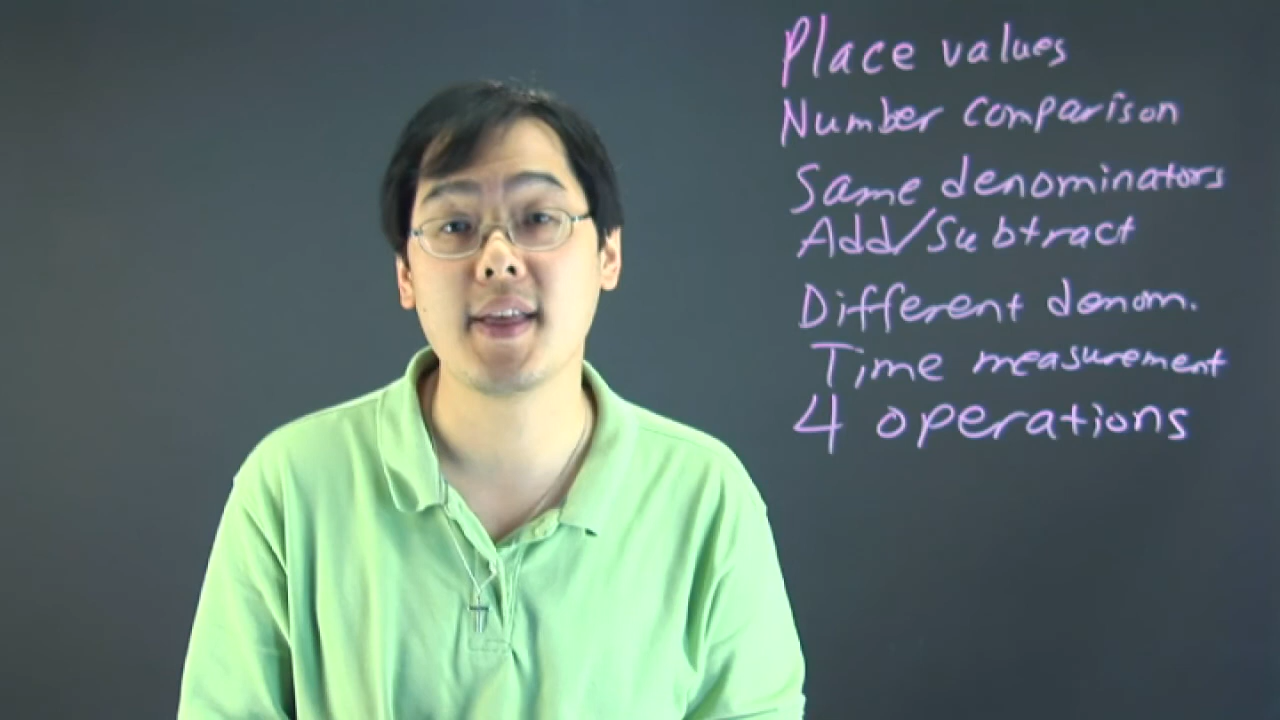 Place values
Number comparison
Same denominators
Add/Subtract
Different denom.
Time measurement
4 operations